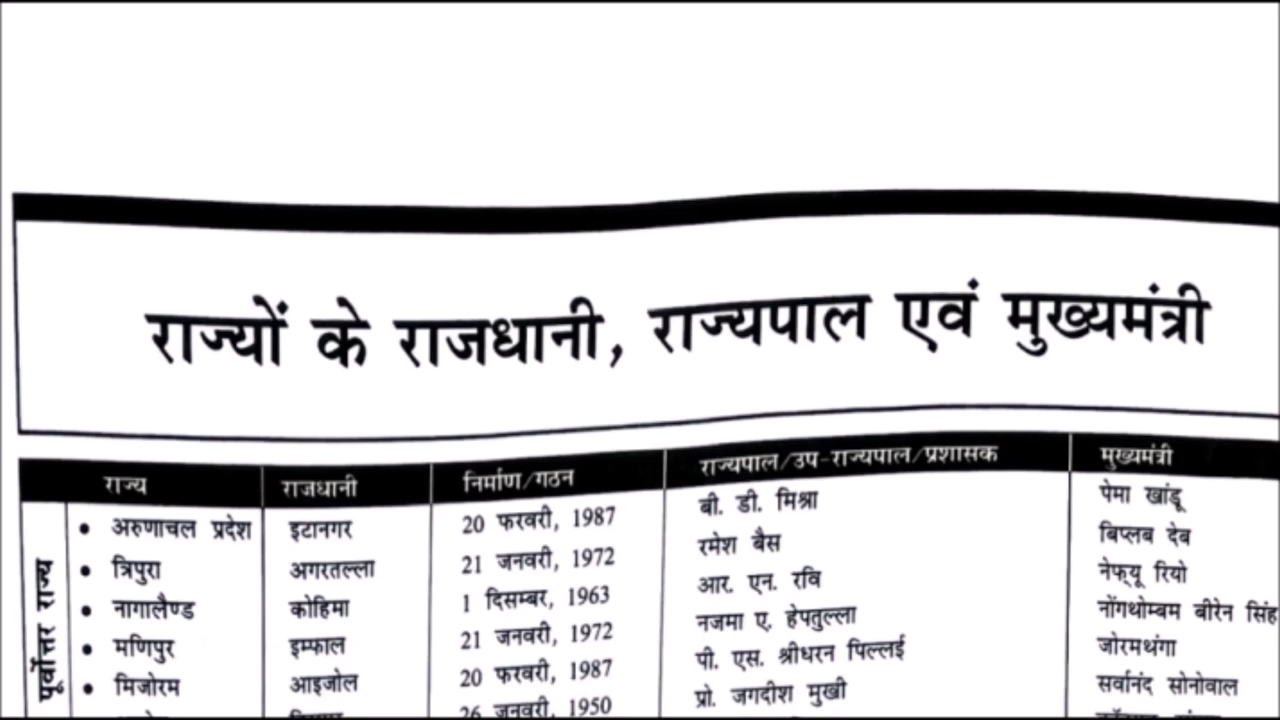 राज्यों के राजधानी, राज्यपाल एवं मुख्यमंत्री
राज्य राजधानी निर्माण/गठन राज्यपाल/उप-राज्यपाल/प्रशासक मुख्यमंत्री
पूर्वोत्तर राज्य
• अरुणाचल प्रदेश इटानगर 20 फरवरी, 1987 बी. डी. मिश्रा पेमा खांडू
• त्रिपुरा अगरतल्ला 21 जनवरी, 1972 रमेश बैस बिप्लब देब
• नागालैण्ड कोहिमा 1 दिसम्बर, 1963 आर. एन. रवि नेफ्यू रियो
• मणिपुर इम्फाल 21 जनवरी, 1972 नजमा ए. हेपतुल्ला नोंगथोम्बम बीरेन सिंह
• मिजोरम आइजोल 20 फरवरी, 1987 पी. एस. श्रीधरन पिल्लई जोरमथंगा
26 जनवरी, 1950 प्रो. जगदीश मुखी सर्वानंद सोनोवाल